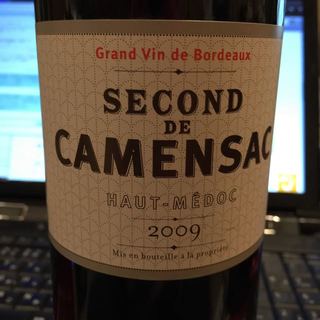 Grand Vin de Bordeaux
SECOND
DE
CAMENSAC
HAUT-MÉDOC
2009
Mis en bouteille à la propriété